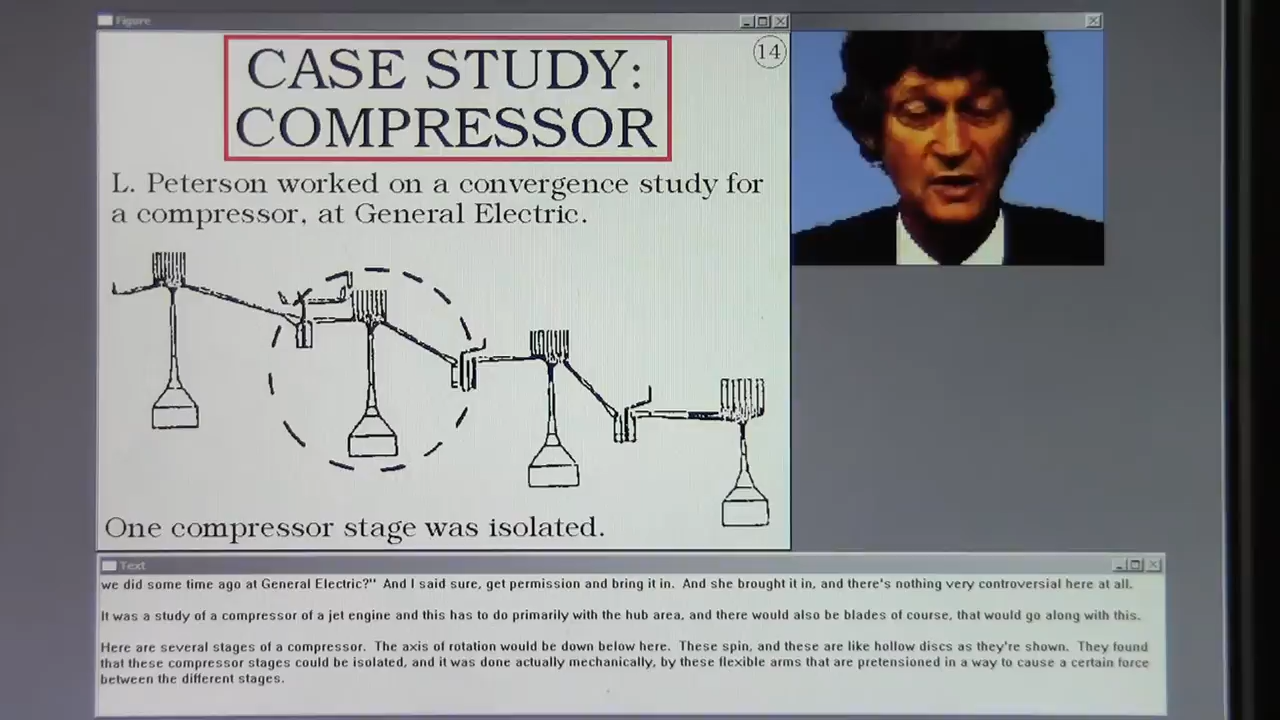 Figure
14
CASE STUDY:
COMPRESSOR
L. Peterson worked on a convergence study for
a compressor, at General Electric.
One compressor stage was isolated.
Text
we did some time ago at General Electric?" And I said sure, get permission and bring it in. And she brought it in, and there's nothing very controversial here at all.
It was a study of a compressor of a jet engine and this has to do primarily with the hub area, and there would also be blades of course, that would go along with this.
Here are several stages of a compressor. The axis of rotation would be down below here. These spin, and these are like hollow discs as they're shown. They found
that these compressor stages could be isolated, and it was done actually mechanically, by these flexible arms that are pretensioned in a way to cause a certain force
between the different stages.